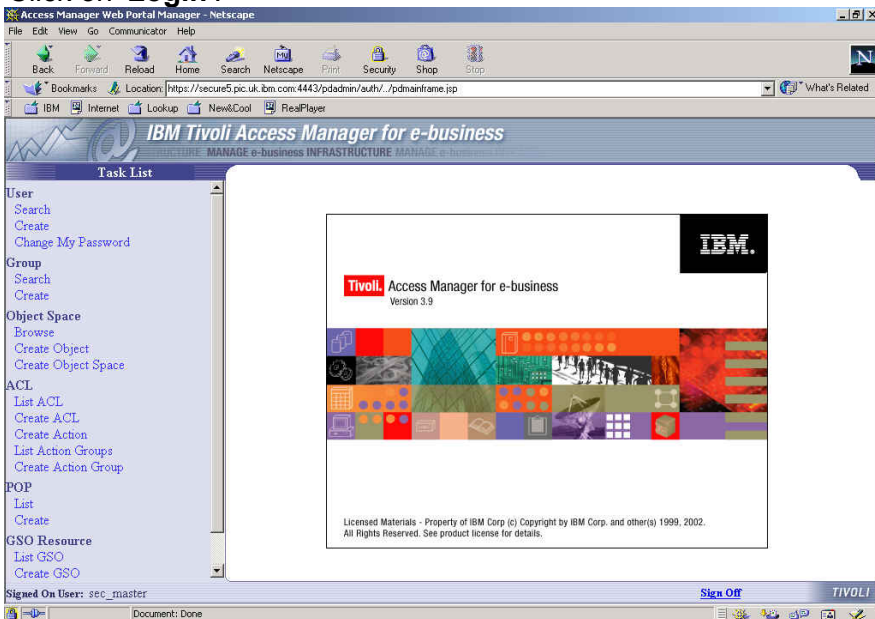 Click on 'Login'.
Access Manager Web Portal Manager - Netscape
File Edit View Go Communicator Help
Back Forward Reload Home Search Netscape Print Security Shop Stop
Bookmarks Location: https://secure5.pic.uk.ibm.com:4443/pdadmin/auth/../pdmainframe.jsp What's Related
IBM Internet Lookup New&Cool RealPlayer
IBM Tivoli Access Manager for e-business
MANAGE e-business INFRASTRUCTURE MANAGE
Task List
User
Search
Create
Change My Password
Group
Search
Create
Object Space
Browse
Create Object
Create Object Space
ACL
List ACL
Create ACL
Create Action
List Action Groups
Create Action Group
POP
List
Create
GSO Resource
List GSO
Create GSO
IBM.
Tivoli. Access Manager for e-business
Version 3.9
Licensed Materials - Property of IBM Corp (c) Copyright by IBM Corp. and other(s) 1999, 2002.
All Rights Reserved. See product license for details.
Signed On User: sec_master Sign Off TIVOLI
Document: Done